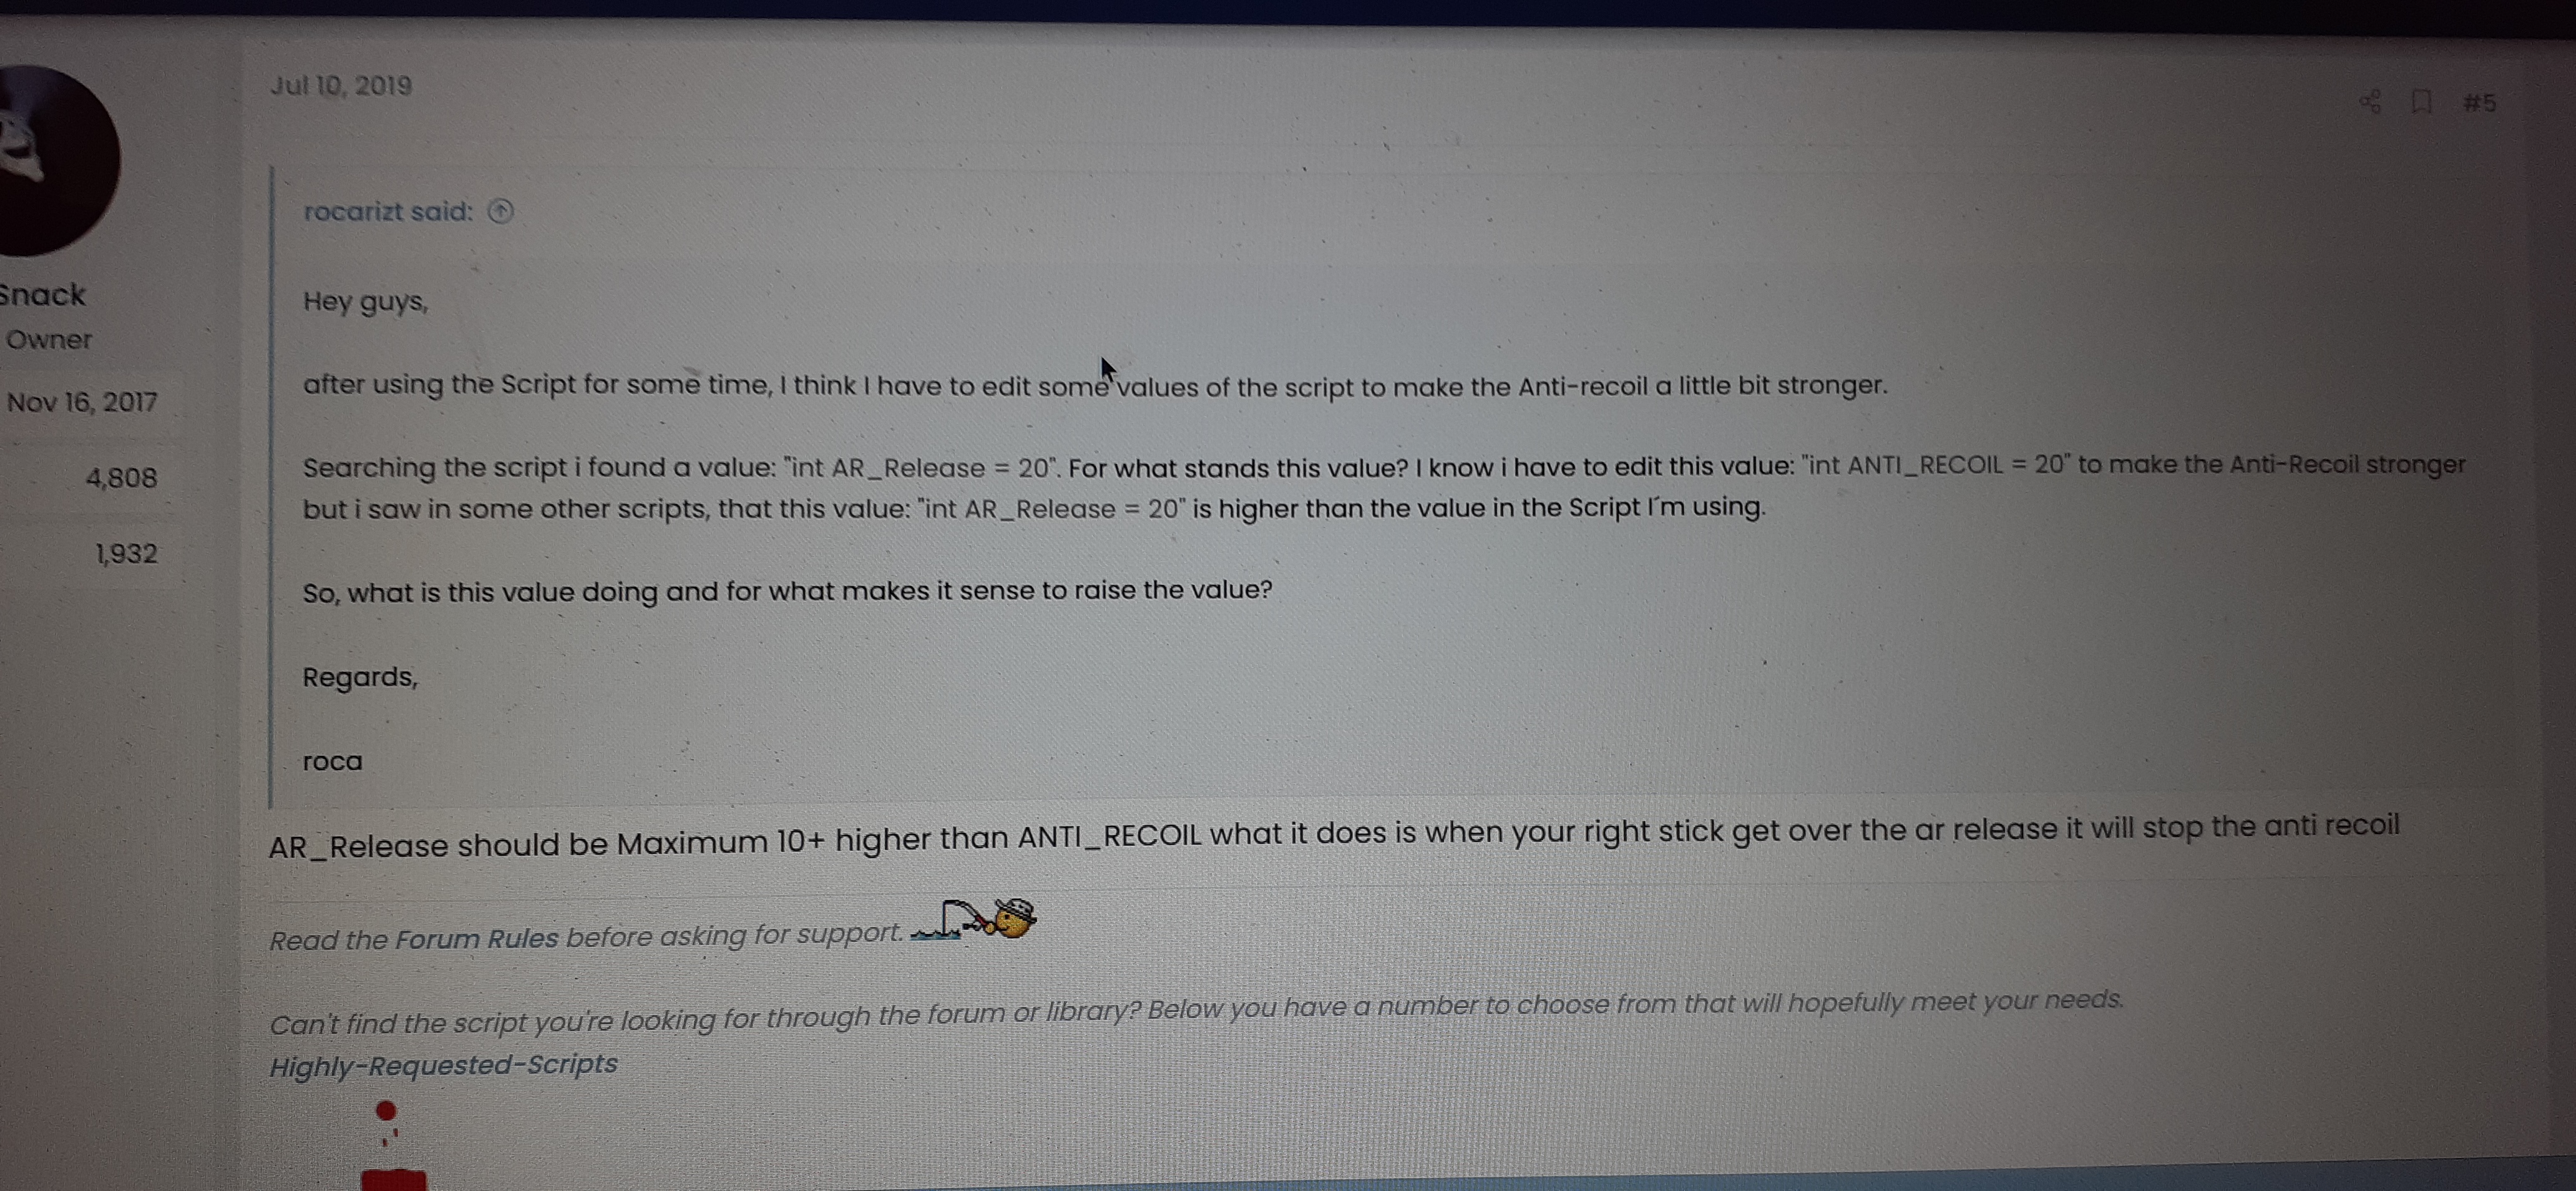 Jul 10, 2019
#5
rocarizt said:
Snack
Owner
Nov 16, 2017
4,808
1,932
Hey guys,
after using the Script for some time, I think I have to edit some values of the script to make the Anti-recoil a little bit stronger.
Searching the script i found a value: "int AR_Release = 20". For what stands this value? I know i have to edit this value: "int ANTI_RECOIL = 20" to make the Anti-Recoil stronger
but i saw in some other scripts, that this value: "int AR_Release = 20" is higher than the value in the Script I´m using.
So, what is this value doing and for what makes it sense to raise the value?
Regards,
roca
AR_Release should be Maximum 10+ higher than ANTI_RECOIL what it does is when your right stick get over the ar release it will stop the anti recoil
Read the Forum Rules before asking for support.
Can't find the script you're looking for through the forum or library? Below you have a number to choose from that will hopefully meet your needs.
Highly-Requested-Scripts